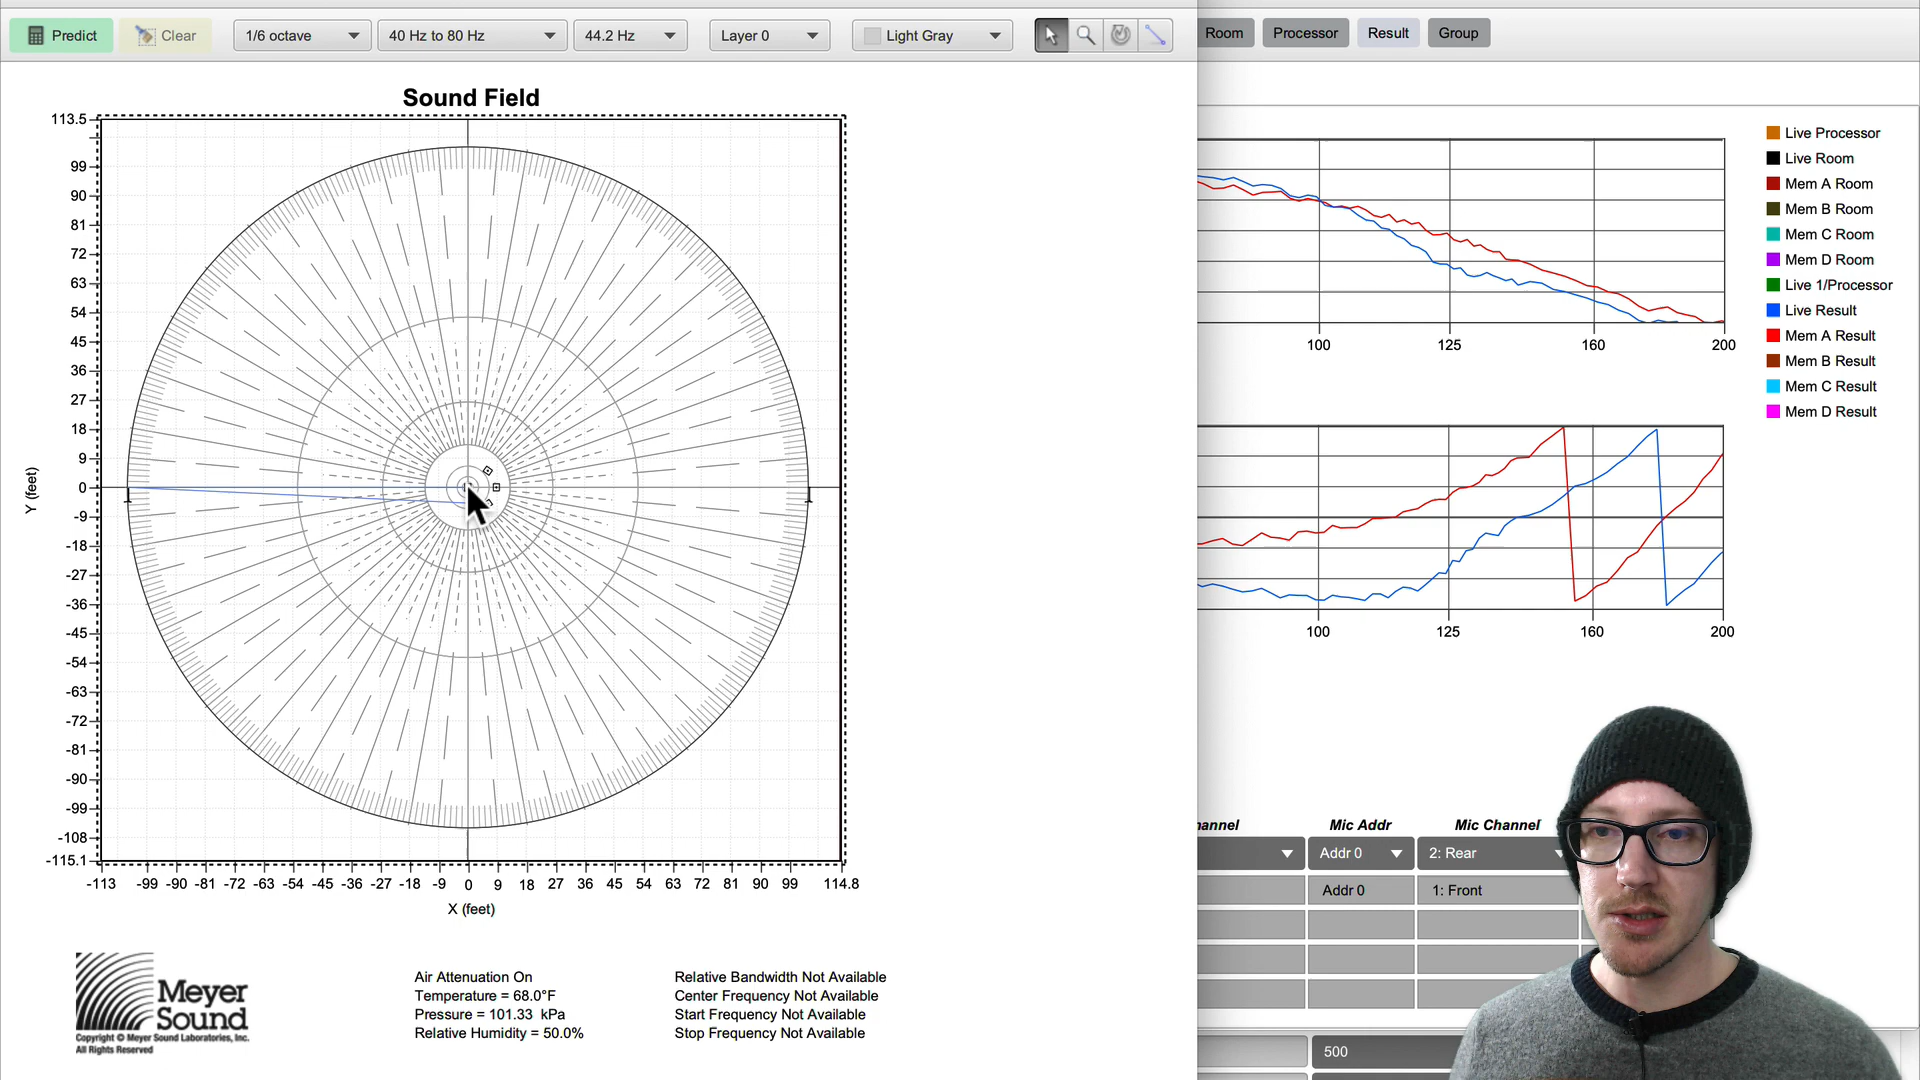 Predict
Clear
1/6 octave
40 Hz to 80 Hz
44.2 Hz
Layer 0
Light Gray
Room
Processor
Result
Group
Sound Field
113.5
99
90
81
72
63
54
45
36
27
18
9
0
-9
-18
-27
-36
-45
-54
-63
-72
-81
-90
-99
-108
-115.1
Y (feet)
-113 -99 -90 -81 -72 -63 -54 -45 -36 -27 -18 -9 0 9 18 27 36 45 54 63 72 81 90 99 114.8
X (feet)
Meyer
Sound
Copyright © Meyer Sound Laboratories, Inc.
All Rights Reserved
Air Attenuation On
Temperature = 68.0°F
Pressure = 101.33 kPa
Relative Humidity = 50.0%
Relative Bandwidth Not Available
Center Frequency Not Available
Start Frequency Not Available
Stop Frequency Not Available
100 125 160 200
Live Processor
Live Room
Mem A Room
Mem B Room
Mem C Room
Mem D Room
Live 1/Processor
Live Result
Mem A Result
Mem B Result
Mem C Result
Mem D Result
100 125 160 200
Mic Addr
Mic Channel
Addr 0
2: Rear
Addr 0
1: Front
500